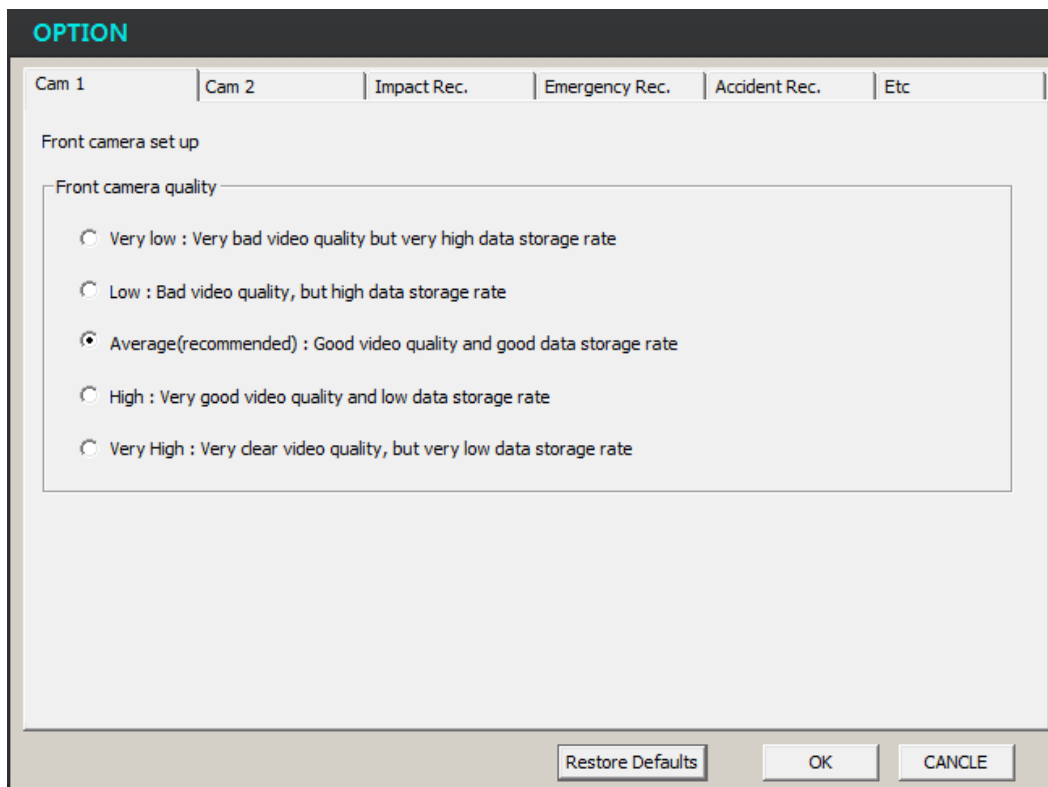 OPTION
Cam 1 Cam 2 Impact Rec. Emergency Rec. Accident Rec. Etc
Front camera set up
Front camera quality
Very low : Very bad video quality but very high data storage rate
Low : Bad video quality, but high data storage rate
Average(recommended) : Good video quality and good data storage rate
High : Very good video quality and low data storage rate
Very High : Very clear video quality, but very low data storage rate
Restore Defaults OK CANCLE